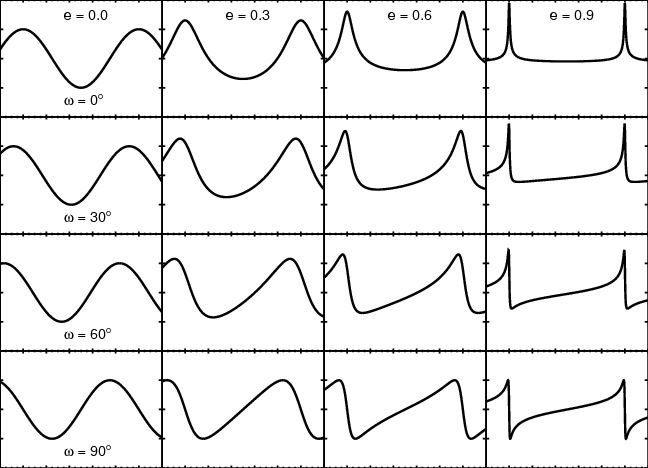 e = 0.0
e = 0.3
e = 0.6
e = 0.9
ω = 0°
ω = 30°
ω = 60°
ω = 90°